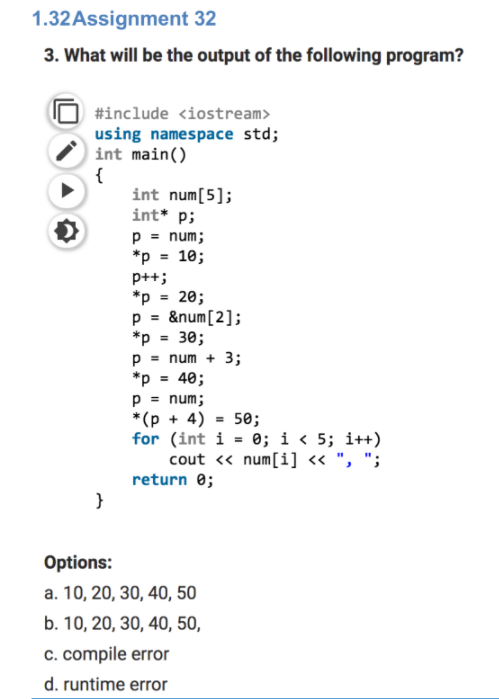 1.32Assignment 32
3. What will be the output of the following program?
#include <iostream>
using namespace std;
int main()
{
    int num[5];
    int* p;
    p = num;
    *p = 10;
    p++;
    *p = 20;
    p = &num[2];
    *p = 30;
    p = num + 3;
    *p = 40;
    p = num;
    *(p + 4) = 50;
    for (int i = 0; i < 5; i++)
        cout << num[i] << ", ";
    return 0;
}
Options:
a. 10, 20, 30, 40, 50
b. 10, 20, 30, 40, 50,
c. compile error
d. runtime error